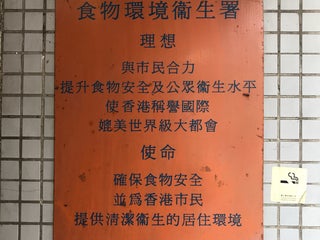 食物環境衞生署
理想
與市民合力
提升食物安全及公眾衞生水平
使香港稱譽國際
媲美世界級大都會
使命
確保食物安全
並爲香港市民
提供清潔衞生的居住環境